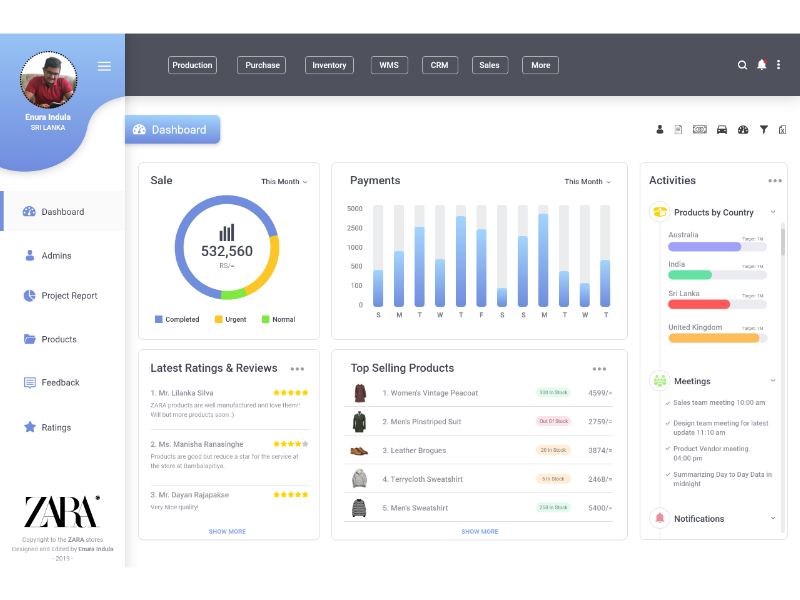 Enura Indula
SRI LANKA
Production
Purchase
Inventory
WMS
CRM
Sales
More
Dashboard
Dashboard
Admins
Project Report
Products
Feedback
Ratings
ZARA
Copyright to the ZARA stores
Designed and Edited by Enura Indula
- 2019 -
Sale
This Month
532,560
RS/=
Completed
Urgent
Normal
Payments
This Month
5000
2500
1000
500
100
0
S M T W T F S S M T W T
Latest Ratings & Reviews
1. Mr. Lilanka Silva
ZARA products are well manufactured and love them!!
Will but more products soon :)
2. Ms. Manisha Ranasinghe
Products are good but reduce a star for the service at
the store at Bambalapitiya.
3. Mr. Dayan Rajapakse
Very Nice quality!
SHOW MORE
Top Selling Products
1. Women's Vintage Peacoat
300 In Stock
4599/=
2. Men's Pinstriped Suit
Out Of Stock
2759/=
3. Leather Brogues
20 In Stock
3874/=
4. Terrycloth Sweatshirt
5 In Stock
2468/=
5. Men's Sweatshirt
250 In Stock
5400/=
SHOW MORE
Activities
Products by Country
Australia
Target: 1M
India
Target: 1M
Sri Lanka
Target: 1M
United Kingdom
Target: 1M
Meetings
Sales team meeting 10:00 am
Design team meeting for latest
update 11:10 am
Product Vendor meeting
04:00 pm
Summarizing Day to Day Data in
midnight
Notifications